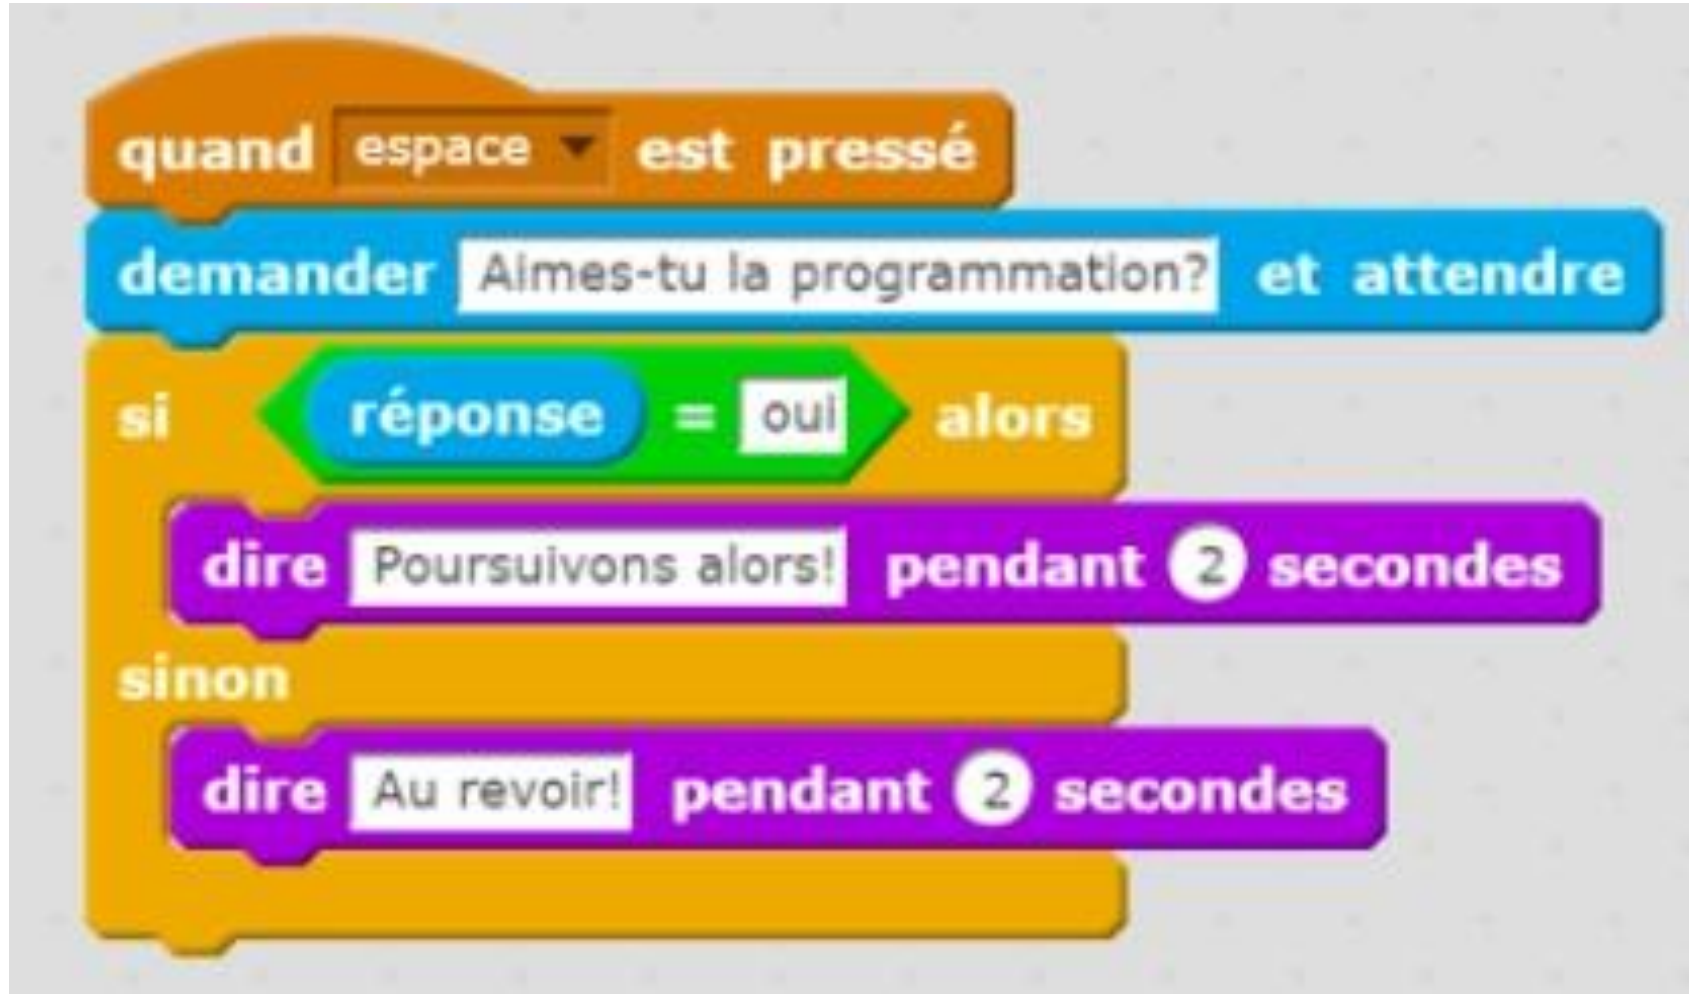 quand espace est pressé
demander Aimes-tu la programmation? et attendre
si réponse = oui alors
dire Poursuivons alors! pendant 2 secondes
sinon
dire Au revoir! pendant 2 secondes